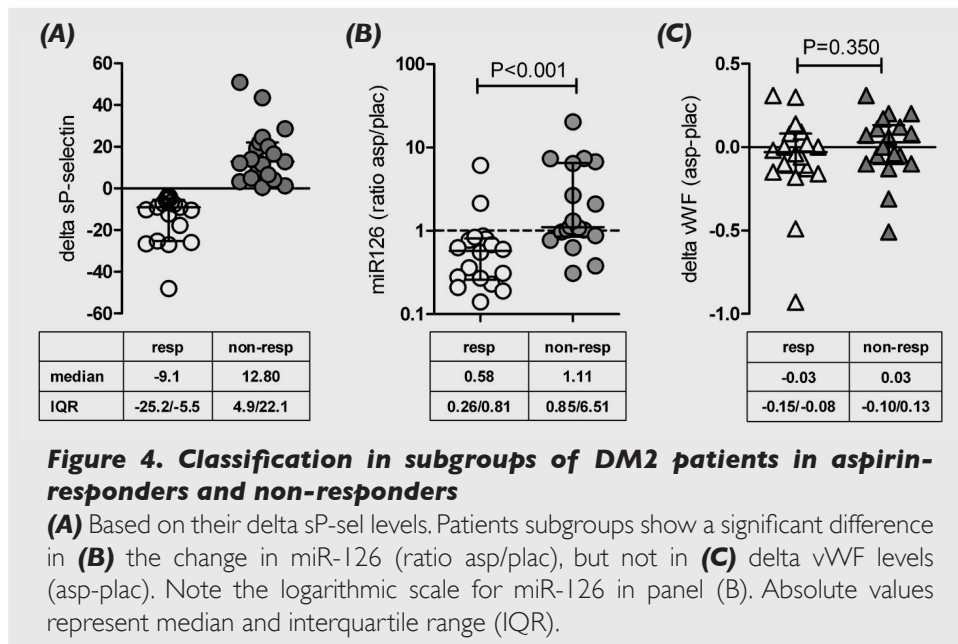 (A) (B) (C)
P<0.001
P=0.350
delta sP-selectin
60
40
20
0
-20
-40
-60
miR126 (ratio asp/plac)
100
10
1
0.1
delta vWF (asp-plac)
0.5
0.0
-0.5
-1.0
resp non-resp
median -9.1 12.80
IQR -25.2/-5.5 4.9/22.1
resp non-resp
0.58 1.11
0.26/0.81 0.85/6.51
resp non-resp
-0.03 0.03
-0.15/-0.08 -0.10/0.13
Figure 4. Classification in subgroups of DM2 patients in aspirin-
responders and non-responders
(A) Based on their delta sP-sel levels. Patients subgroups show a significant difference
in (B) the change in miR-126 (ratio asp/plac), but not in (C) delta vWF levels
(asp-plac). Note the logarithmic scale for miR-126 in panel (B). Absolute values
represent median and interquartile range (IQR).